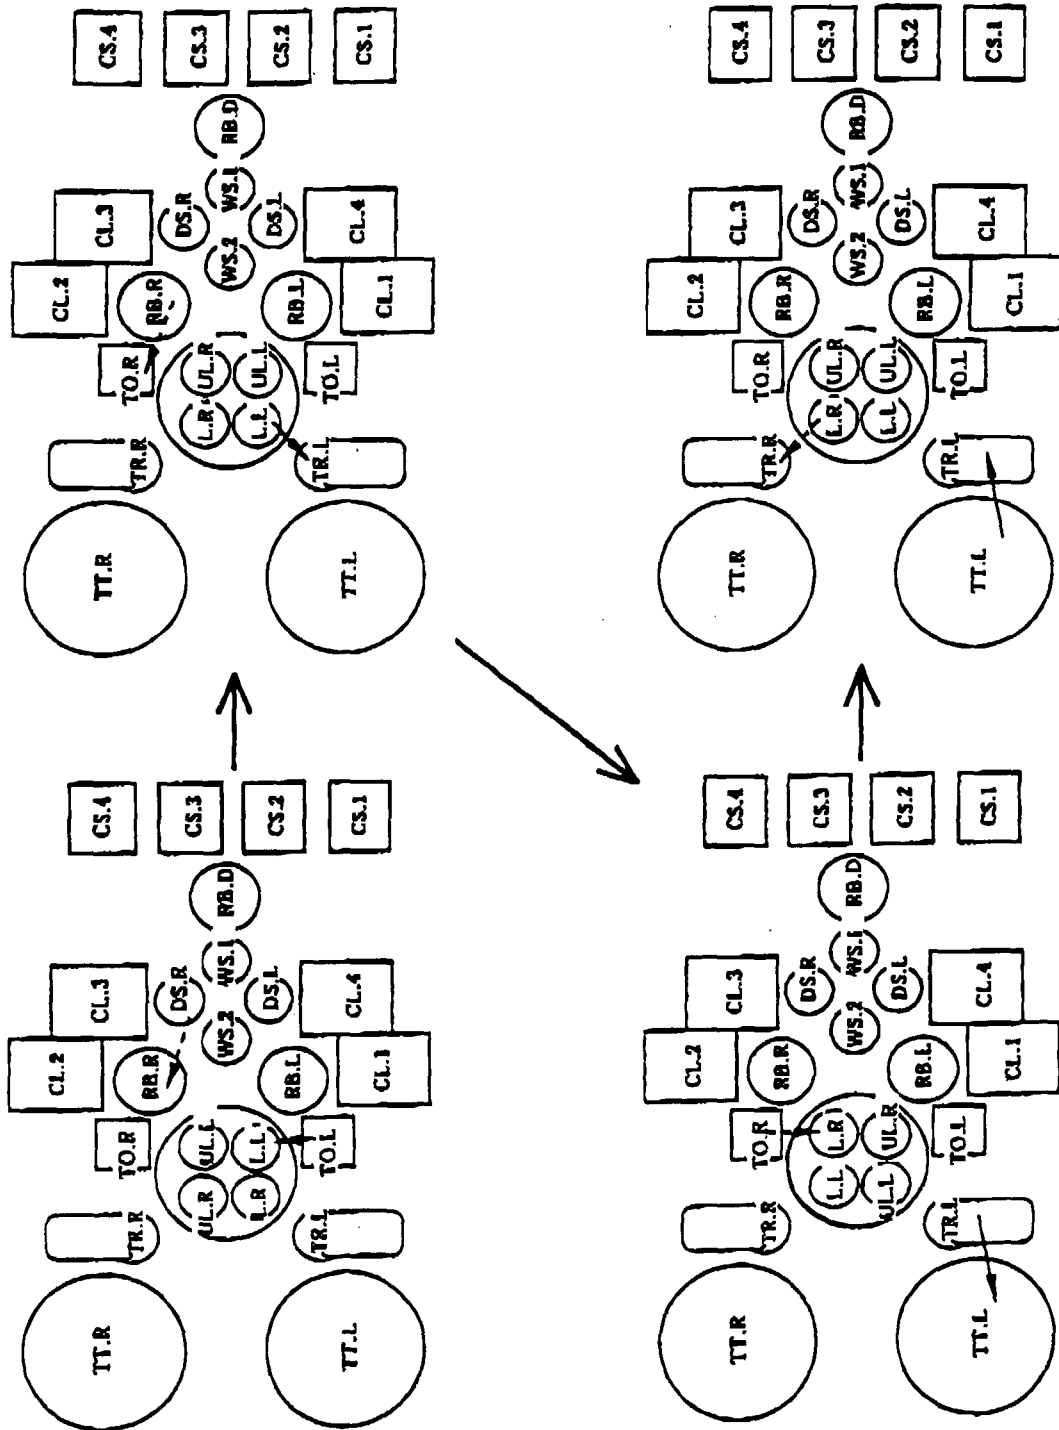 TT.R
TT.L
TR.R
TR.L
UL.R
L.R
UL.L
L.L
TO.R
TO.L
CL.2
RB.R
RB.L
CL.1
WS.2
CL.3
DS.R
DS.L
CL.4
WS.1
RB.D
CS.4
CS.3
CS.2
CS.1
TT.R
TT.L
TR.R
TR.L
L.R
L.L
UL.R
UL.L
TO.R
TO.L
CL.2
RB.R
RB.L
CL.1
WS.2
CL.3
DS.R
DS.L
CL.4
WS.1
RB.D
CS.4
CS.3
CS.2
CS.1
TT.R
TT.L
TR.R
TR.L
L.L
UL.L
L.R
UL.R
TO.R
TO.L
CL.2
RB.R
RB.L
CL.1
WS.2
CL.3
DS.R
DS.L
CL.4
WS.1
RB.D
CS.4
CS.3
CS.2
CS.1
TT.R
TT.L
TR.R
TR.L
L.R
L.L
UL.R
UL.L
TO.R
TO.L
CL.2
RB.R
RB.L
CL.1
WS.2
CL.3
DS.R
DS.L
CL.4
WS.1
RB.D
CS.4
CS.3
CS.2
CS.1